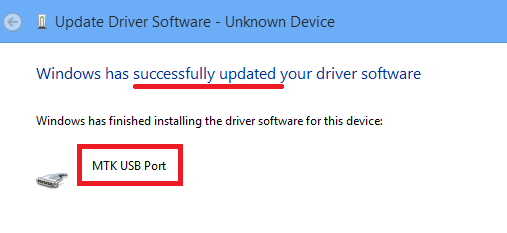 Update Driver Software - Unknown Device
Windows has successfully updated your driver software
Windows has finished installing the driver software for this device:
MTK USB Port